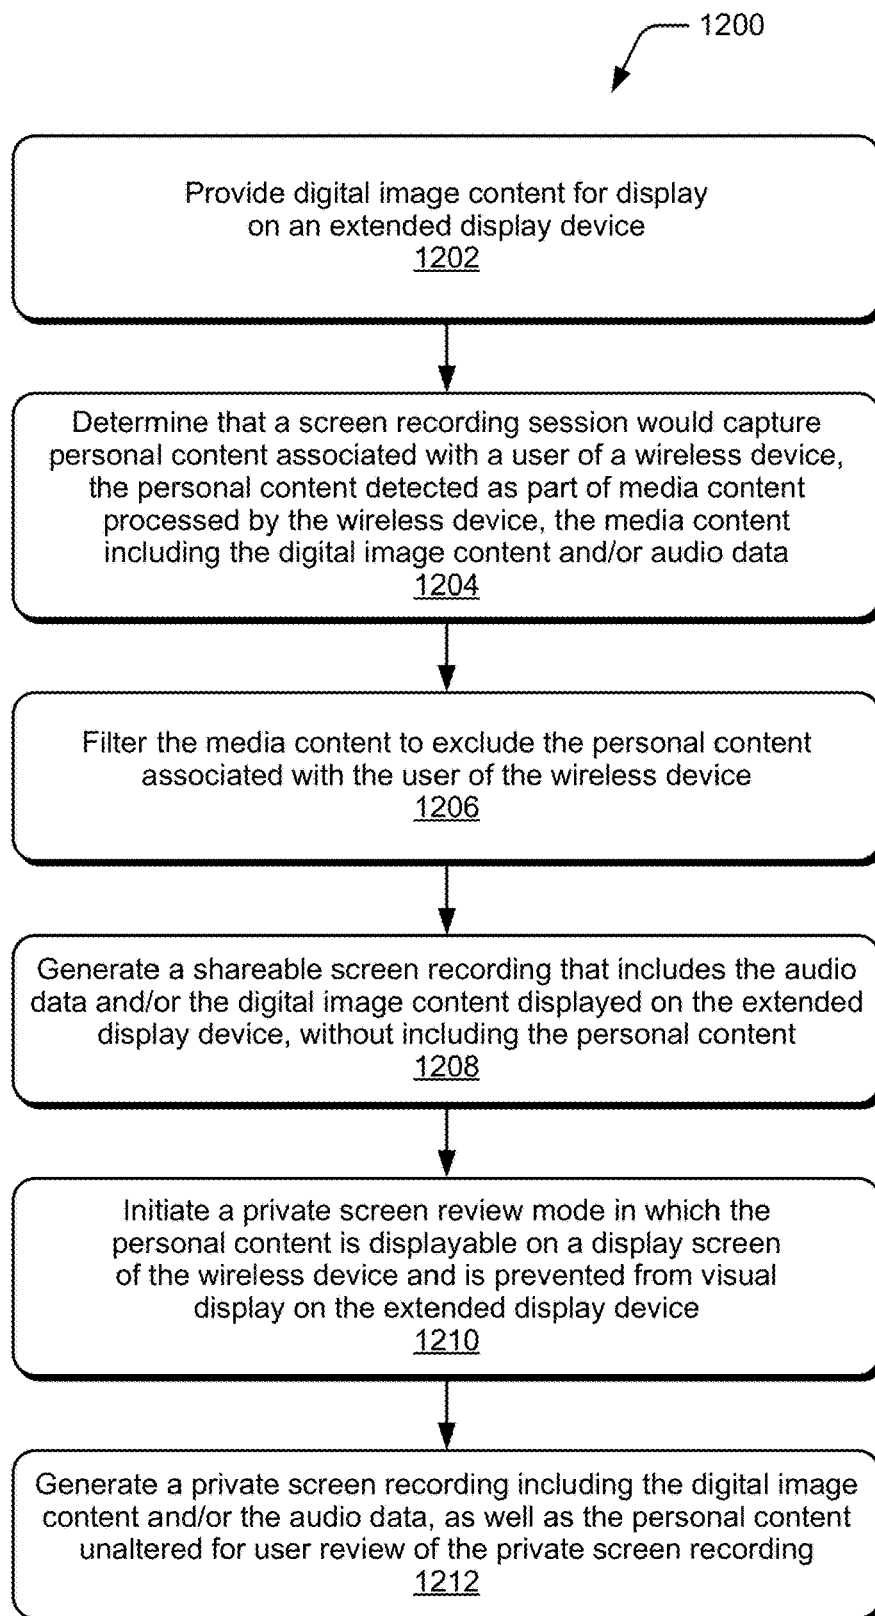 1200
Provide digital image content for display
on an extended display device
1202
Determine that a screen recording session would capture
personal content associated with a user of a wireless device,
the personal content detected as part of media content
processed by the wireless device, the media content
including the digital image content and/or audio data
1204
Filter the media content to exclude the personal content
associated with the user of the wireless device
1206
Generate a shareable screen recording that includes the audio
data and/or the digital image content displayed on the extended
display device, without including the personal content
1208
Initiate a private screen review mode in which the
personal content is displayable on a display screen
of the wireless device and is prevented from visual
display on the extended display device
1210
Generate a private screen recording including the digital image
content and/or the audio data, as well as the personal content
unaltered for user review of the private screen recording
1212